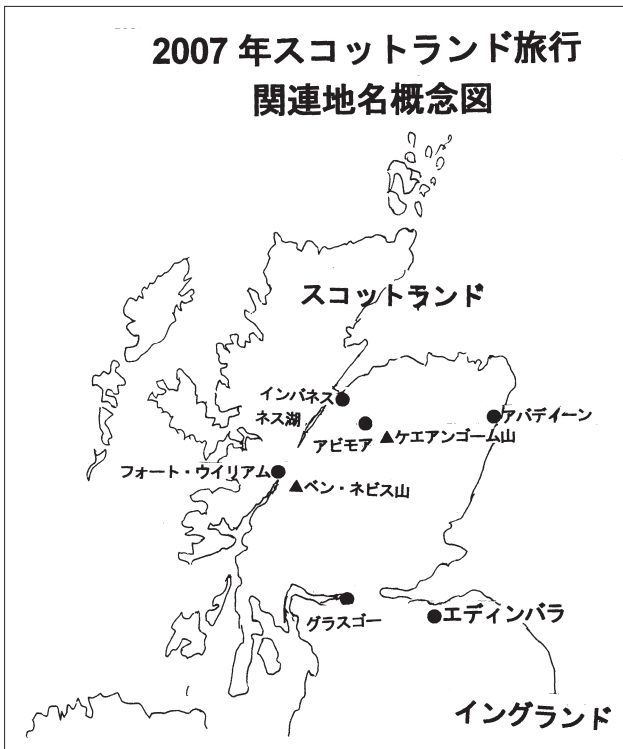 2007年スコットランド旅行
関連地名概念図
スコットランド
インバネス
ネス湖
アバディーン
アビモア
▲ケエアンゴーム山
フォート・ウイリアム
▲ベン・ネビス山
グラスゴー
エディンバラ
イングランド